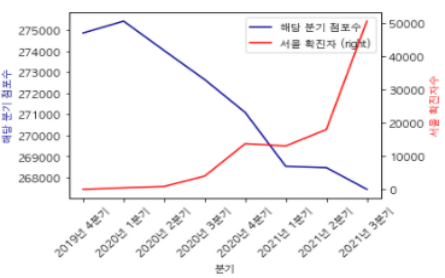 해당 분기 점포수
서울 확진자 (right)
275000
274000
273000
272000
271000
270000
269000
268000
50000
40000
30000
20000
10000
0
해당 분기 점포수
서울 확진자수
2019년 4분기
2020년 1분기
2020년 2분기
2020년 3분기
2020년 4분기
2021년 1분기
2021년 2분기
2021년 3분기
분기